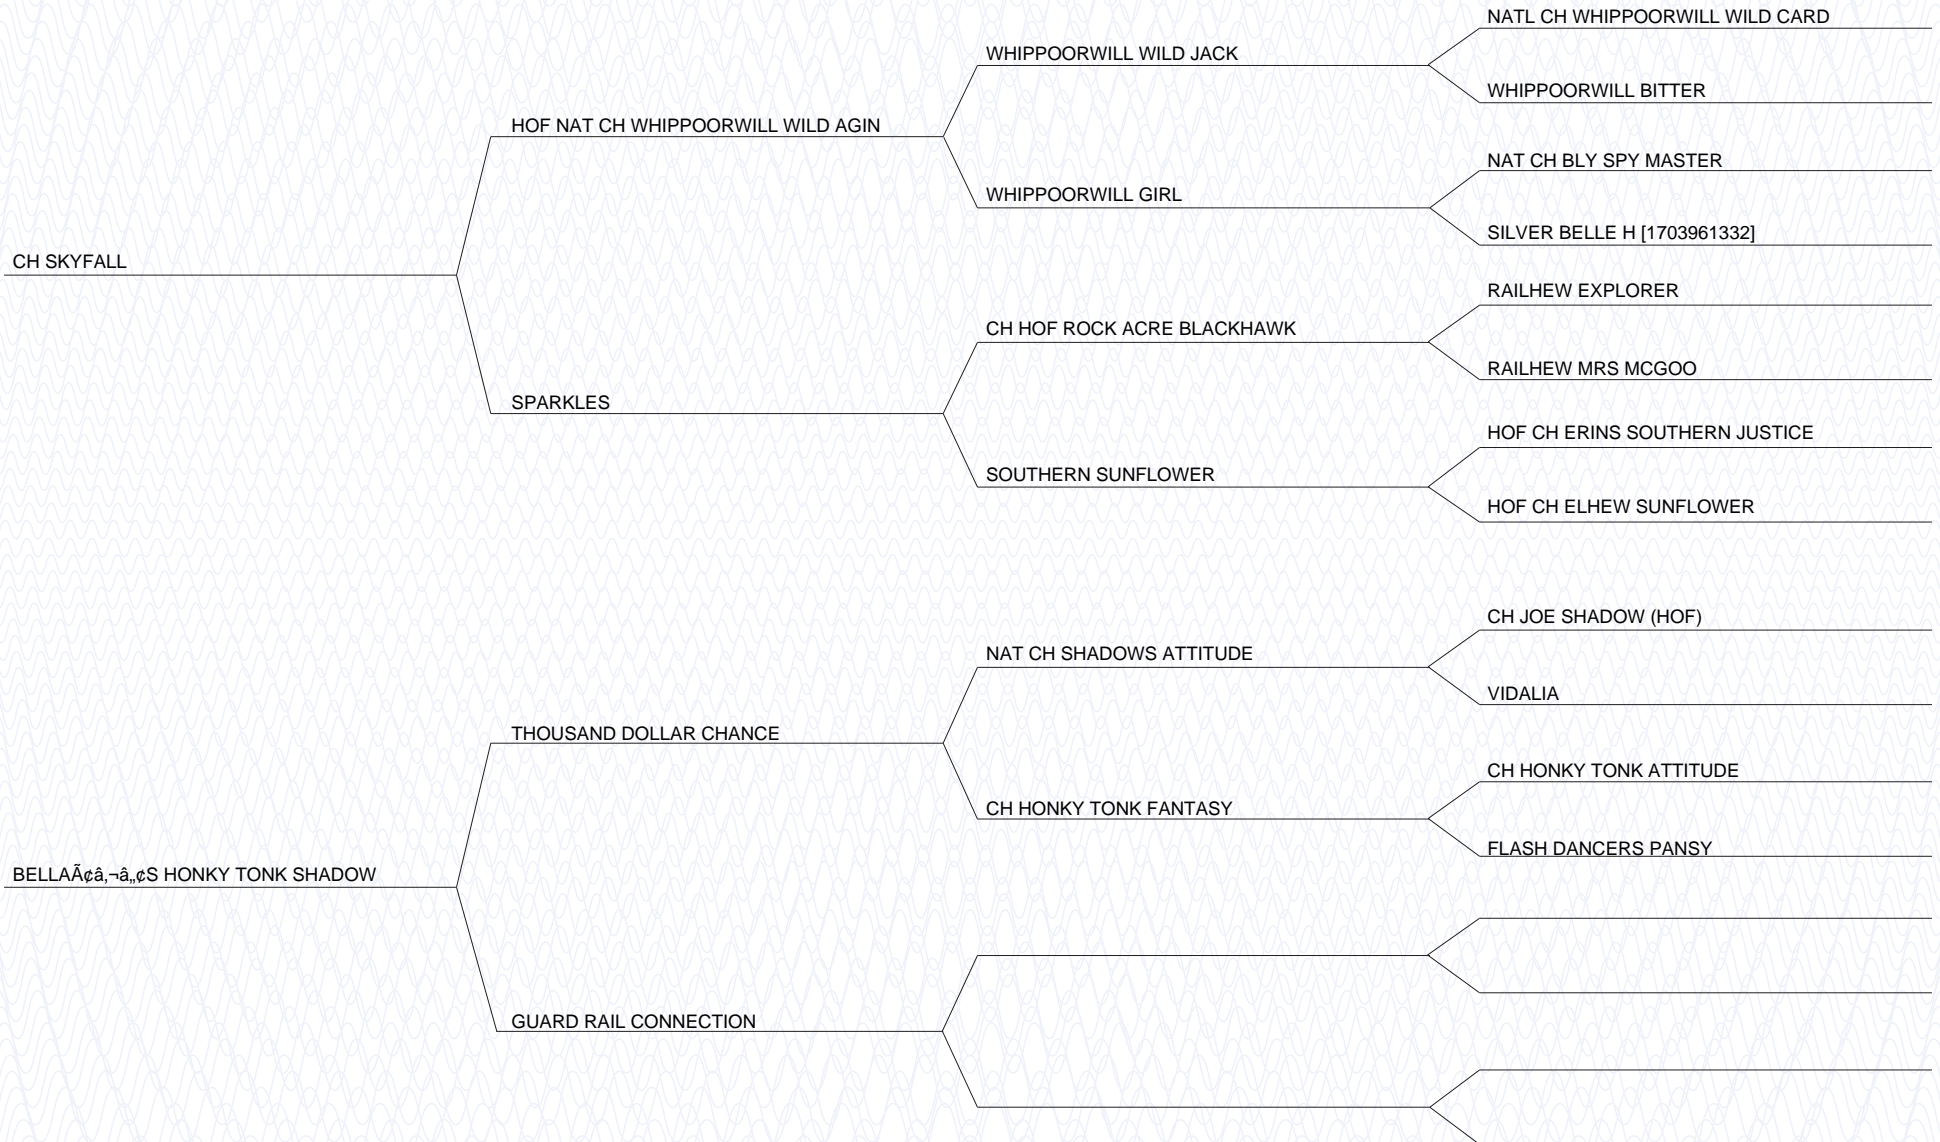 NATL CH WHIPPOORWILL WILD CARD
WHIPPOORWILL WILD JACK
WHIPPOORWILL BITTER
HOF NAT CH WHIPPOORWILL WILD AGIN
NAT CH BLY SPY MASTER
WHIPPOORWILL GIRL
SILVER BELLE H [1703961332]
CH SKYFALL
RAILHEW EXPLORER
CH HOF ROCK ACRE BLACKHAWK
RAILHEW MRS MCGOO
SPARKLES
HOF CH ERINS SOUTHERN JUSTICE
SOUTHERN SUNFLOWER
HOF CH ELHEW SUNFLOWER
CH JOE SHADOW (HOF)
NAT CH SHADOWS ATTITUDE
VIDALIA
THOUSAND DOLLAR CHANCE
CH HONKY TONK ATTITUDE
CH HONKY TONK FANTASY
FLASH DANCERS PANSY
BELLAÃ¢â‚¬â„¢S HONKY TONK SHADOW
GUARD RAIL CONNECTION